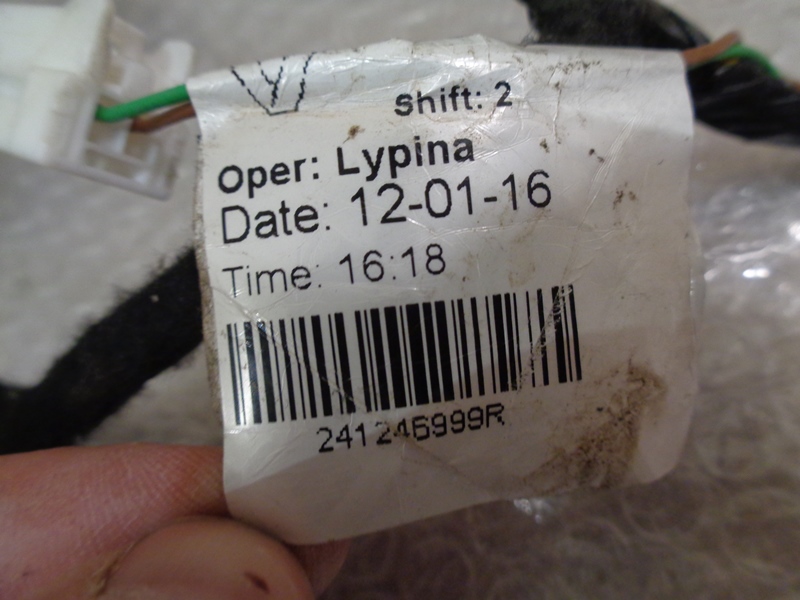 Shift: 2
Oper: Lypina
Date: 12-01-16
Time: 16:18
241246999R